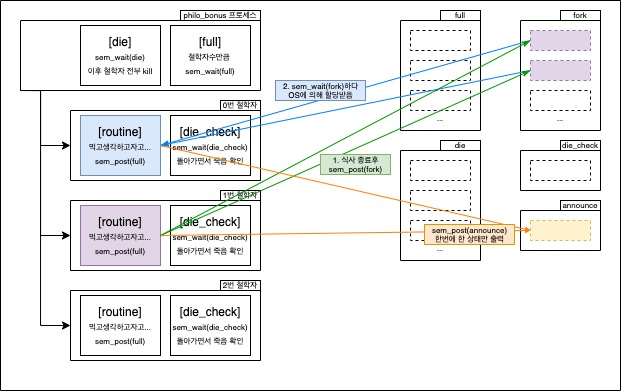 philo_bonus 프로세스
[die]
sem_wait(die)
이후 철학자 전부 kill
[full]
철학자수만큼
sem_wait(full)
0번 철학자
[routine]
먹고생각하고자고...
sem_post(full)
[die_check]
sem_wait(die_check)
돌아가면서 죽음 확인
1번 철학자
[routine]
먹고생각하고자고...
sem_post(full)
[die_check]
sem_wait(die_check)
돌아가면서 죽음 확인
2번 철학자
[routine]
먹고생각하고자고...
sem_post(full)
[die_check]
sem_wait(die_check)
돌아가면서 죽음 확인
2. sem_wait(fork)하다
OS에 의해 할당받음
1. 식사 종료후
sem_post(fork)
sem_post(announce)
한번에 한 상태만 출력
full
...
fork
...
die
...
die_check
announce